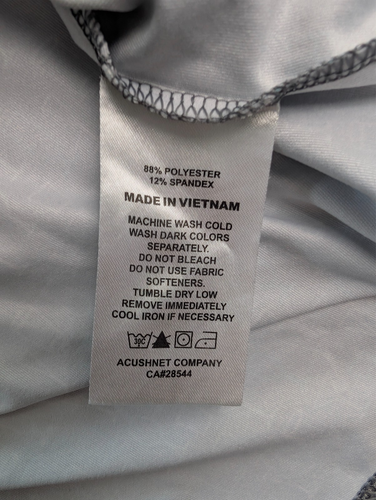 88% POLYESTER
12% SPANDEX
MADE IN VIETNAM
MACHINE WASH COLD
WASH DARK COLORS
SEPARATELY.
DO NOT BLEACH
DO NOT USE FABRIC
SOFTENERS.
TUMBLE DRY LOW
REMOVE IMMEDIATELY
COOL IRON IF NECESSARY
ACUSHNET COMPANY
CA#28544